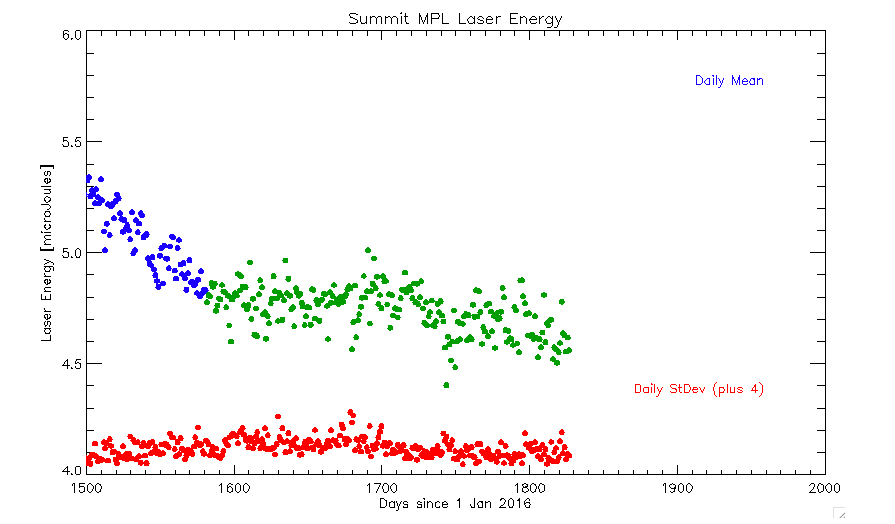 Summit MPL Laser Energy
6.0
Daily Mean
5.5
5.0
Laser Energy [microJoules]
4.5
Daily StDev (plus 4)
4.0
1500 1600 1700 1800 1900 2000
Days since 1 Jan 2016